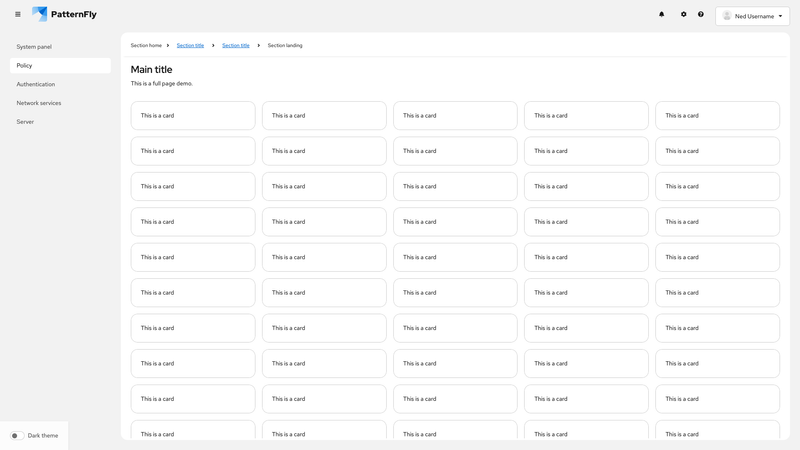 PatternFly
Ned Username
System panel
Policy
Authentication
Network services
Server
Dark theme
Section home Section title Section title Section landing
Main title
This is a full page demo.
This is a card This is a card This is a card This is a card This is a card
This is a card This is a card This is a card This is a card This is a card
This is a card This is a card This is a card This is a card This is a card
This is a card This is a card This is a card This is a card This is a card
This is a card This is a card This is a card This is a card This is a card
This is a card This is a card This is a card This is a card This is a card
This is a card This is a card This is a card This is a card This is a card
This is a card This is a card This is a card This is a card This is a card
This is a card This is a card This is a card This is a card This is a card
This is a card This is a card This is a card This is a card This is a card